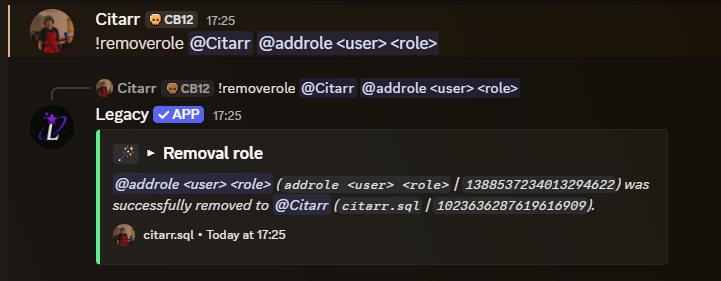 Citarr CB12 17:25
!removerole @Citarr @addrole <user> <role>
Citarr CB12 !removerole @Citarr @addrole <user> <role>
Legacy APP 17:25
Removal role
@addrole <user> <role> (addrole <user> <role> | 1388537234013294622) was
successfully removed to @Citarr (citarr.sql | 1023636287619616909).
citarr.sql • Today at 17:25